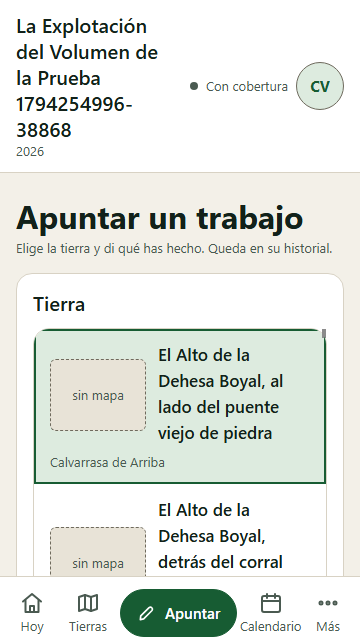 La Explotación
del Volumen de
la Prueba
1794254996-
38868
2026
Con cobertura
CV
Apuntar un trabajo
Elige la tierra y di qué has hecho. Queda en su historial.
Tierra
sin mapa
El Alto de la
Dehesa Boyal, al
lado del puente
viejo de piedra
Calvarrasa de Arriba
sin mapa
El Alto de la
Dehesa Boyal,
detrás del corral
Hoy
Tierras
Apuntar
Calendario
Más